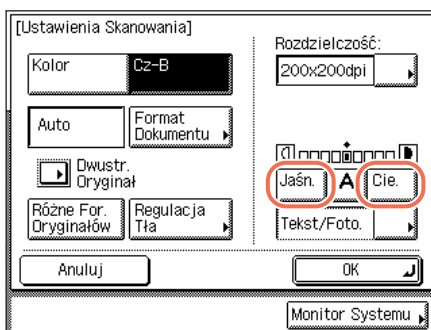 [Ustawienia Skanowania]
Rozdzielczość:
Kolor
Cz-B
200x200dpi
Auto
Format
Dokumentu
Dwustr.
Oryginał
Jaśn.
A
Cie.
Różne For.
Oryginałów
Regulacja
Tła
Tekst/Foto.
Anuluj
OK
Monitor Systemu